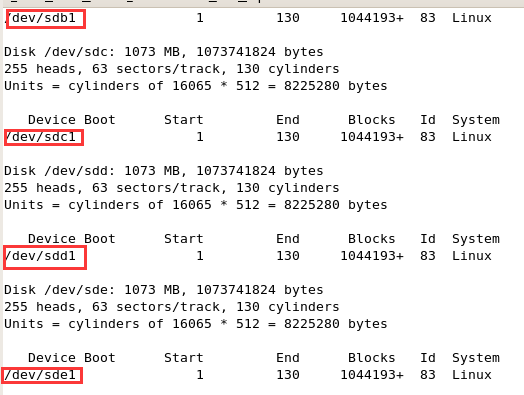 /dev/sdb1 1 130 1044193+ 83 Linux
Disk /dev/sdc: 1073 MB, 1073741824 bytes
255 heads, 63 sectors/track, 130 cylinders
Units = cylinders of 16065 * 512 = 8225280 bytes
Device Boot Start End Blocks Id System
/dev/sdc1 1 130 1044193+ 83 Linux
Disk /dev/sdd: 1073 MB, 1073741824 bytes
255 heads, 63 sectors/track, 130 cylinders
Units = cylinders of 16065 * 512 = 8225280 bytes
Device Boot Start End Blocks Id System
/dev/sdd1 1 130 1044193+ 83 Linux
Disk /dev/sde: 1073 MB, 1073741824 bytes
255 heads, 63 sectors/track, 130 cylinders
Units = cylinders of 16065 * 512 = 8225280 bytes
Device Boot Start End Blocks Id System
/dev/sde1 1 130 1044193+ 83 Linux